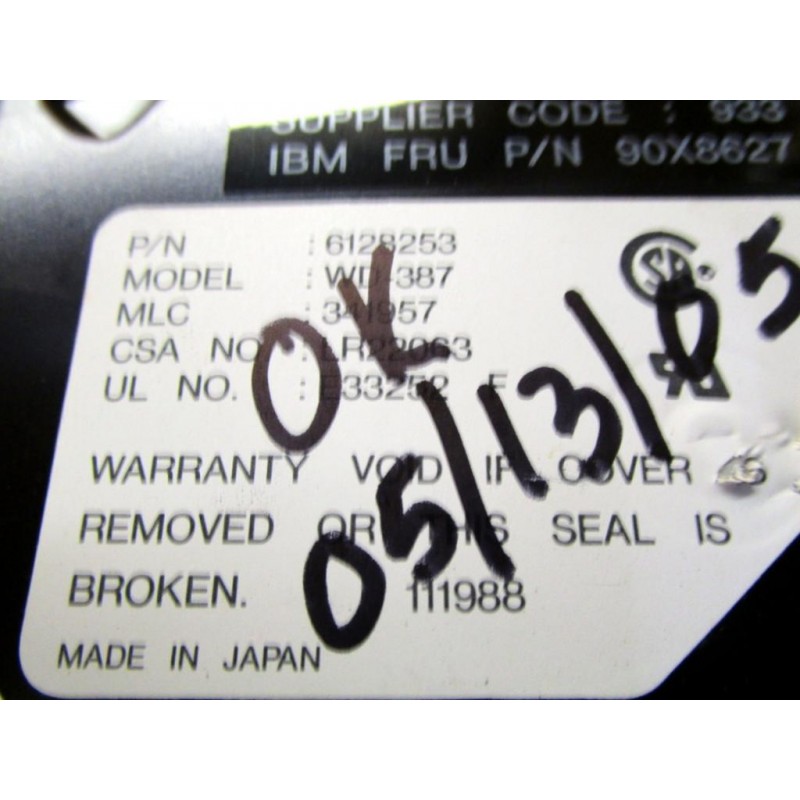 SUPPLIER CODE : 933
IBM FRU P/N 90X8627
P/N : 6128253
MODEL : WD-387
MLC : 341957
CSA NO. : LR22063
UL NO. : E33252 F
OK
05/13/05
WARRANTY VOID IF COVER IS
REMOVED OR THIS SEAL IS
BROKEN. 111988
MADE IN JAPAN